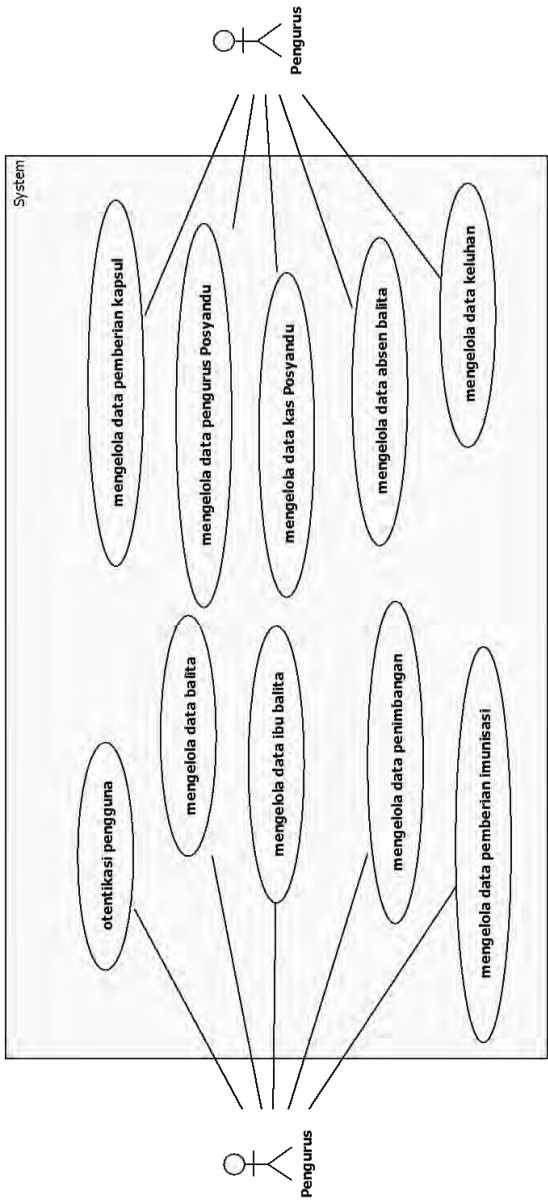 System
Pengurus
otentikasi pengguna
mengelola data balita
mengelola data ibu balita
mengelola data penimbangan
mengelola data pemberian imunisasi
mengelola data pemberian kapsul
mengelola data pengurus Posyandu
mengelola data kas Posyandu
mengelola data absen balita
mengelola data keluhan
Pengurus